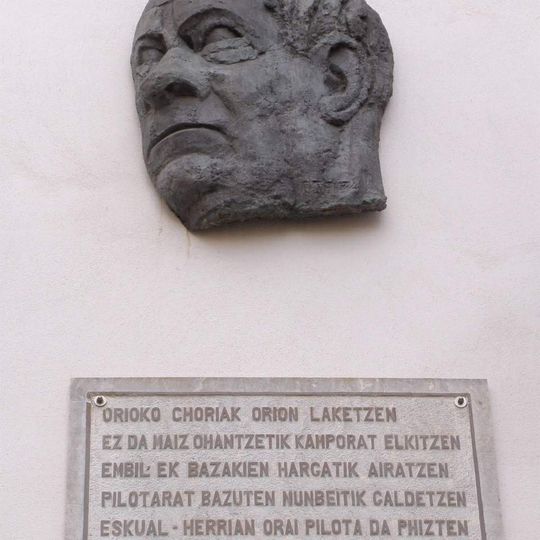 ORIOKO CHORIAK ORION LAKETZEN
EZ DA MAIZ OHANTZETIK KAMPORAT ELKITZEN
EMBIL-EK BAZAKIEN HARGATIK AIRATZEN
PILOTARAT BAZUTEN NUNBEITIK GALDETZEN
ESKUAL-HERRIAN ORAI PILOTA DA PHIZTEN